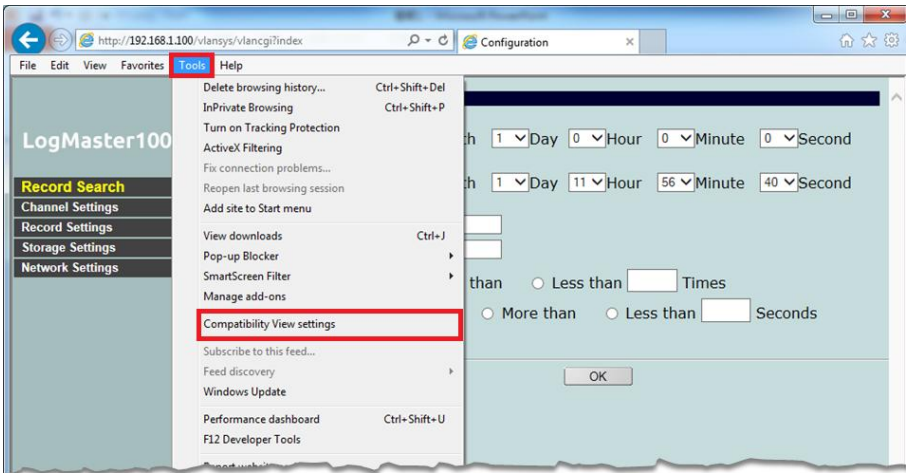 http://192.168.1.100/vlansys/vlancgi?index
Configuration
File Edit View Favorites Tools Help
Delete browsing history... Ctrl+Shift+Del
InPrivate Browsing Ctrl+Shift+P
Turn on Tracking Protection
ActiveX Filtering
Fix connection problems...
Reopen last browsing session
Add site to Start menu
View downloads Ctrl+J
Pop-up Blocker
SmartScreen Filter
Manage add-ons
Compatibility View settings
Subscribe to this feed...
Feed discovery
Windows Update
Performance dashboard Ctrl+Shift+U
F12 Developer Tools
LogMaster100
Record Search
Channel Settings
Record Settings
Storage Settings
Network Settings
1 Day 0 Hour 0 Minute 0 Second
1 Day 11 Hour 56 Minute 40 Second
than Less than Times
More than Less than Seconds
OK